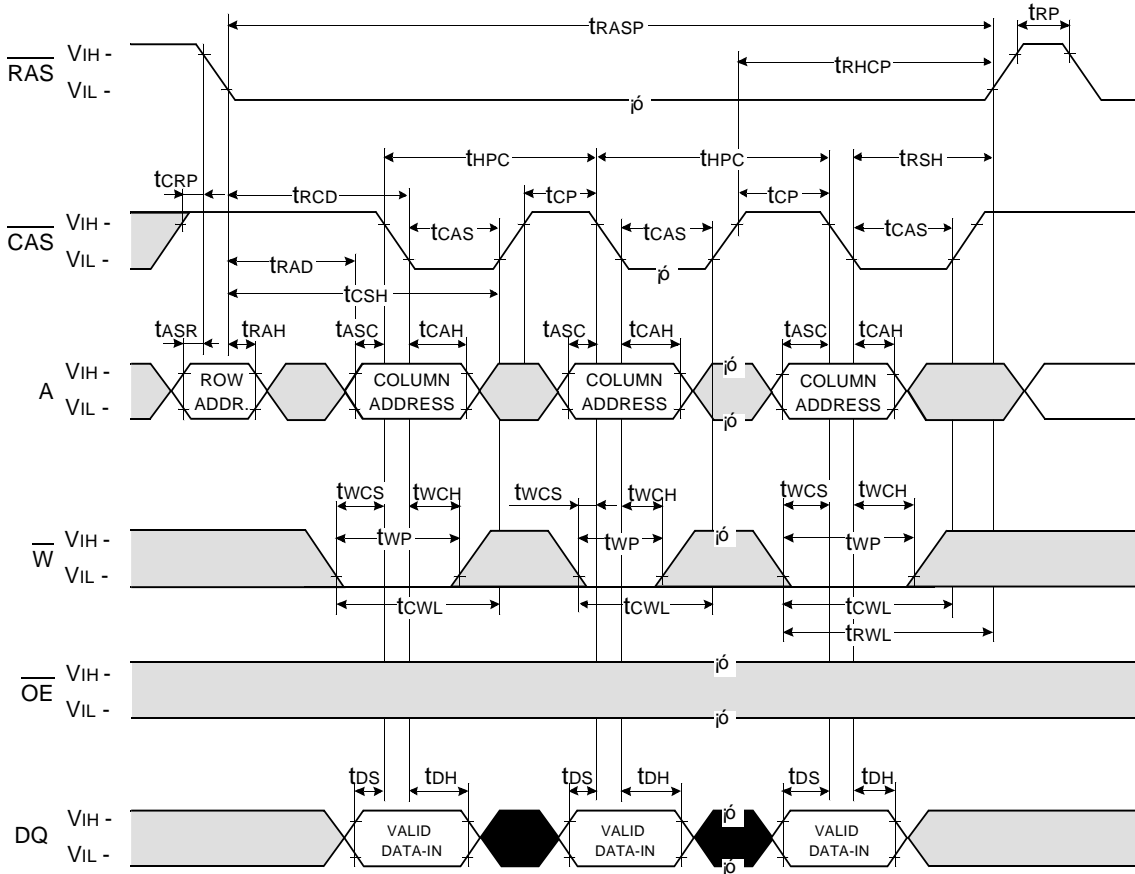 tRP
tRASP
RAS
VIH -
VIL -
tRHCP
¡ó
tHPC
tHPC
tRSH
tCRP
tRCD
tCP
tCP
CAS
VIH -
VIL -
tCAS
tCAS
tCAS
tRAD
¡ó
tCSH
tASR
tRAH
tASC
tCAH
tASC
tCAH
tASC
tCAH
A
VIH -
VIL -
ROW
ADDR.
COLUMN
ADDRESS
COLUMN
ADDRESS
¡ó
¡ó
COLUMN
ADDRESS
tWCS
tWCH
tWCS
tWCH
tWCS
tWCH
W
VIH -
VIL -
tWP
tWP
¡ó
tWP
tCWL
tCWL
tCWL
tRWL
OE
VIH -
VIL -
¡ó
¡ó
tDS
tDH
tDS
tDH
tDS
tDH
DQ
VIH -
VIL -
VALID
DATA-IN
VALID
DATA-IN
¡ó
¡ó
VALID
DATA-IN